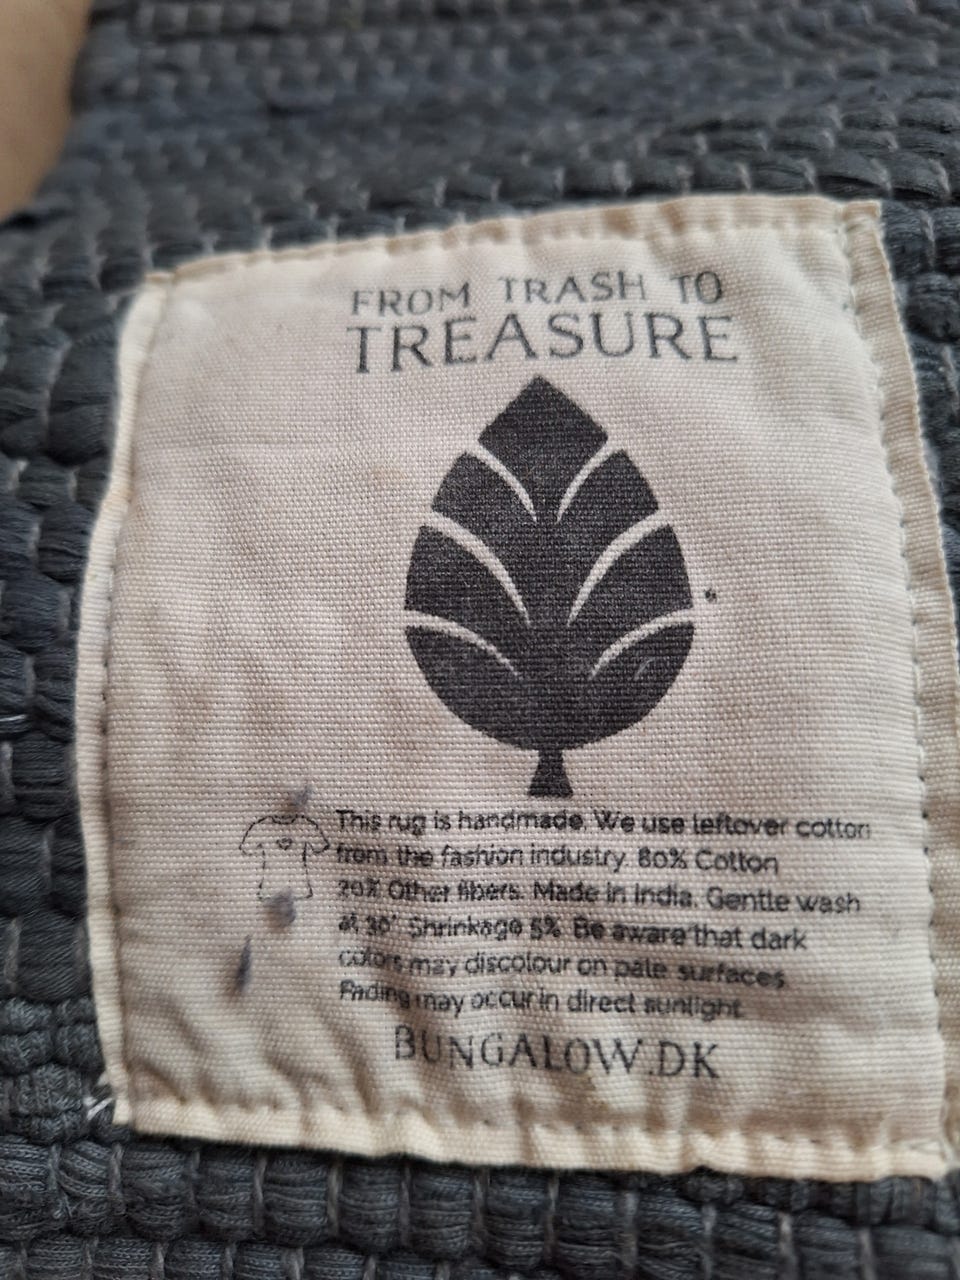 FROM TRASH TO
TREASURE
This rug is handmade. We use leftover cotton
from the fashion industry. 80% Cotton
20% Other fibers. Made in India. Gentle wash
at 30° Shrinkage 5% Be aware that dark
colors may discolour on pale surfaces
Fading may occur in direct sunlight.
BUNGALOW.DK